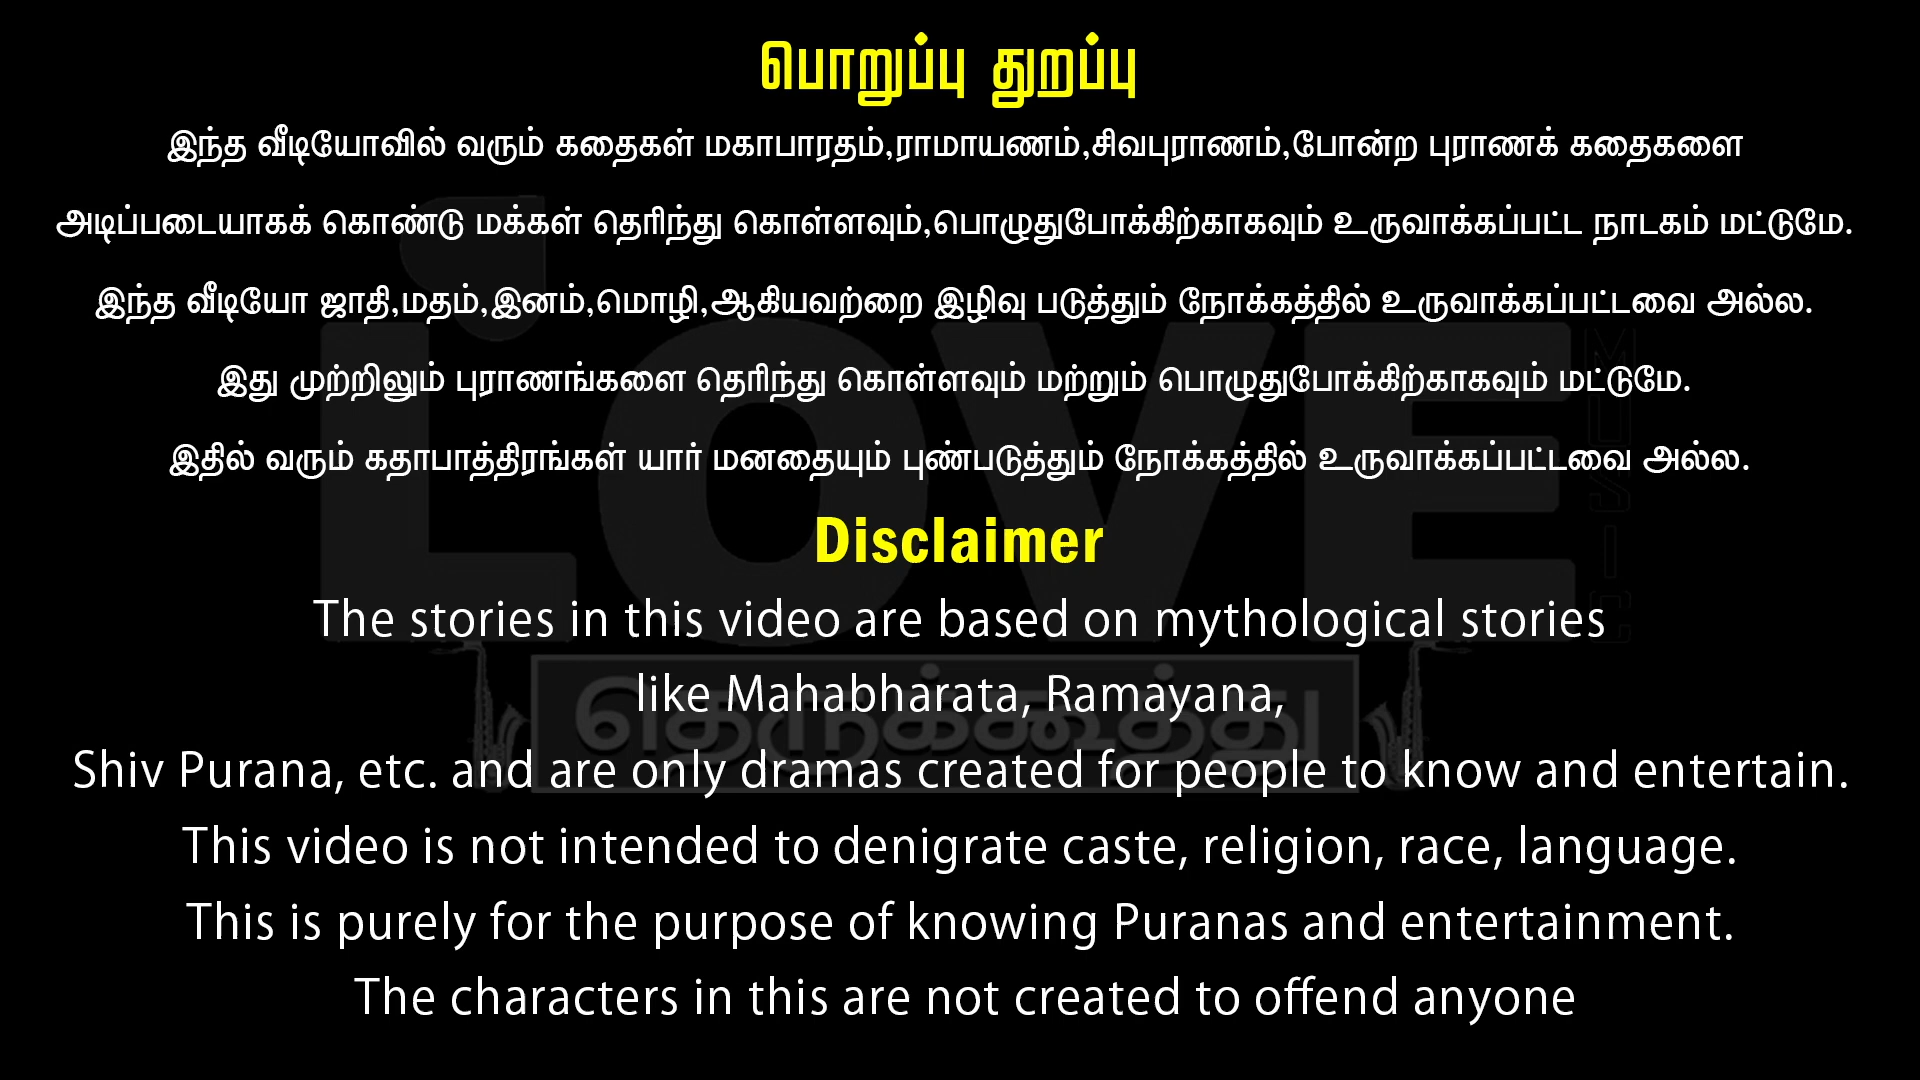 பொறுப்பு துறப்பு
இந்த வீடியோவில் வரும் கதைகள் மகாபாரதம்,ராமாயணம்,சிவபுராணம்,போன்ற புராணக் கதைகளை
அடிப்படையாகக் கொண்டு மக்கள் தெரிந்து கொள்ளவும்,பொழுதுபோக்கிற்காகவும் உருவாக்கப்பட்ட நாடகம் மட்டுமே.
இந்த வீடியோ ஜாதி,மதம்,இனம்,மொழி,ஆகியவற்றை இழிவு படுத்தும் நோக்கத்தில் உருவாக்கப்பட்டவை அல்ல.
இது முற்றிலும் புராணங்களை தெரிந்து கொள்ளவும் மற்றும் பொழுதுபோக்கிற்காகவும் மட்டுமே.
இதில் வரும் கதாபாத்திரங்கள் யார் மனதையும் புண்படுத்தும் நோக்கத்தில் உருவாக்கப்பட்டவை அல்ல.
LOVE
MUSIC
Disclaimer
The stories in this video are based on mythological stories
like Mahabharata, Ramayana,
தெருக்கூத்து
Shiv Purana, etc. and are only dramas created for people to know and entertain.
This video is not intended to denigrate caste, religion, race, language.
This is purely for the purpose of knowing Puranas and entertainment.
The characters in this are not created to offend anyone